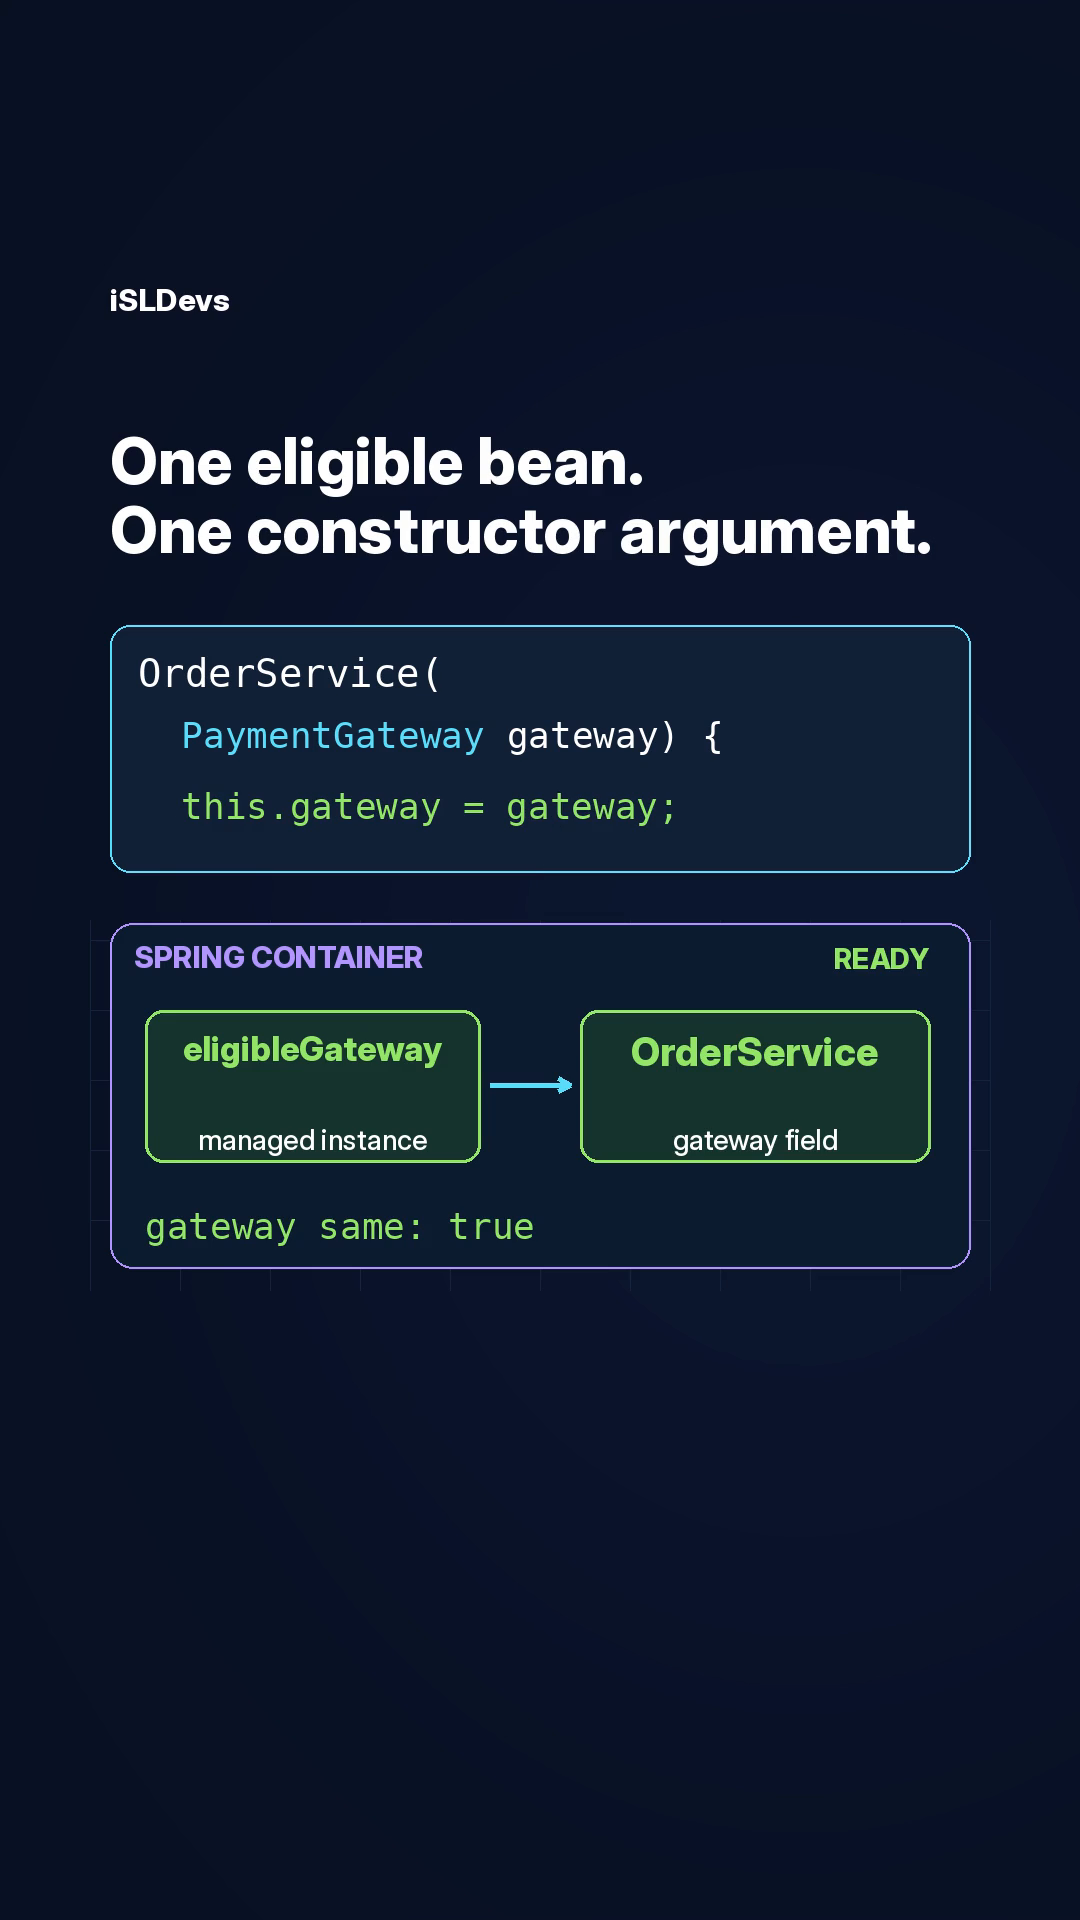 iSLDevs
One eligible bean.
One constructor argument.
OrderService(
PaymentGateway gateway) {
this.gateway = gateway;
SPRING CONTAINER
READY
eligibleGateway
OrderService
managed instance
gateway field
gateway same: true